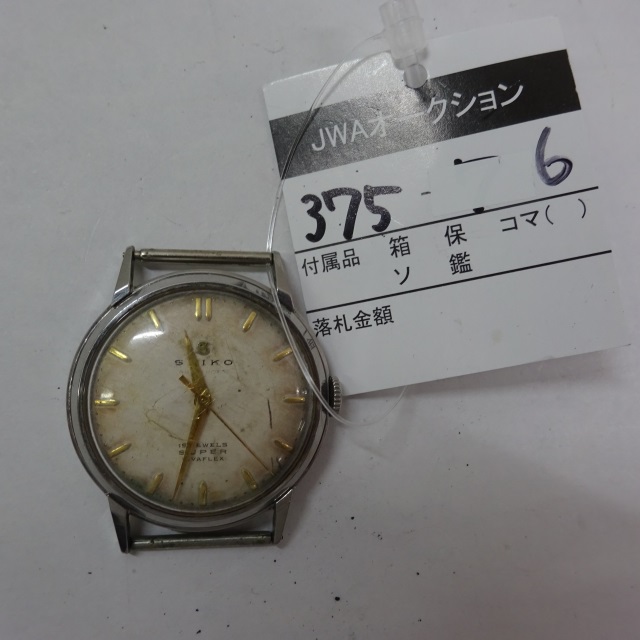 JWAオークション
375 - 6
付属品 箱 保 コマ( )
ソ 鑑
落札金額
S
SEIKO
15 JEWELS
SUPER
DIAFLEX